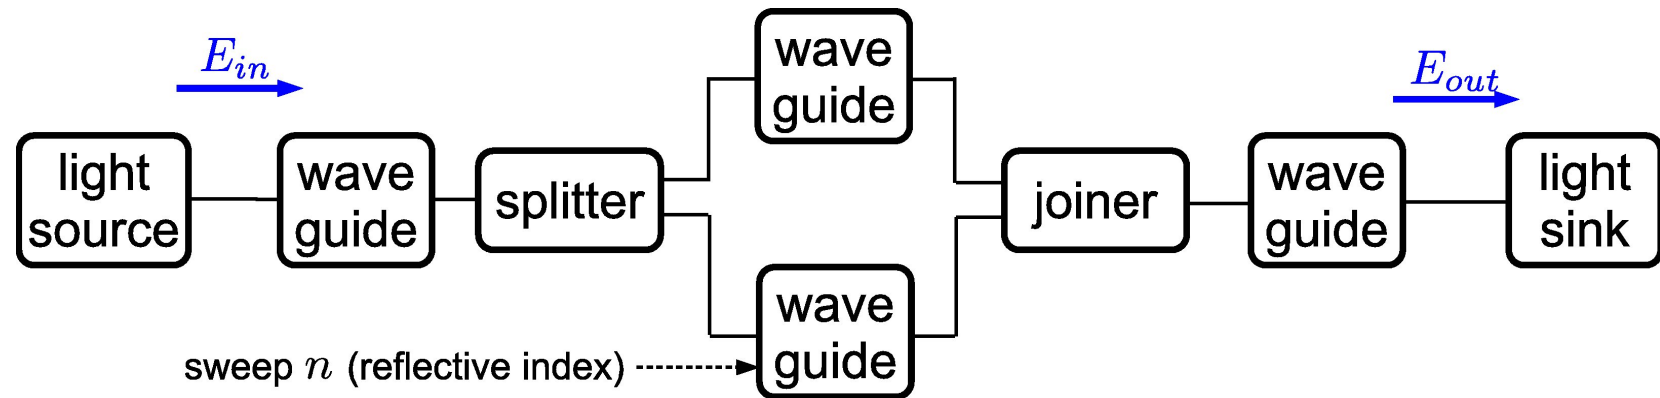 E_in
E_out
light
source
wave
guide
splitter
wave
guide
wave
guide
joiner
wave
guide
light
sink
sweep n (reflective index)